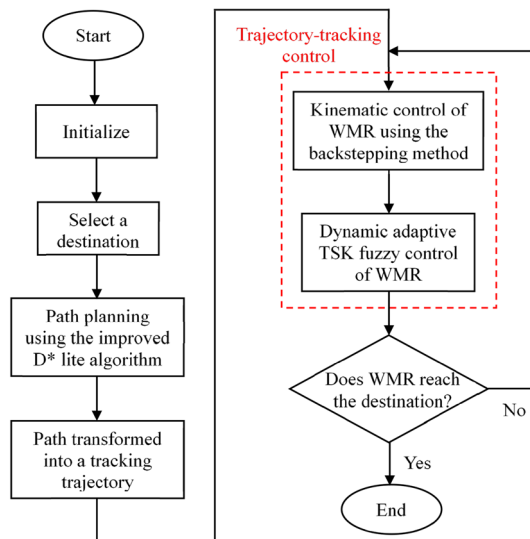 Start
Initialize
Select a
destination
Path planning
using the improved
D* lite algorithm
Path transformed
into a tracking
trajectory
Trajectory-tracking
control
Kinematic control of
WMR using the
backstepping method
Dynamic adaptive
TSK fuzzy control
of WMR
Does WMR reach
the destination?
No
Yes
End